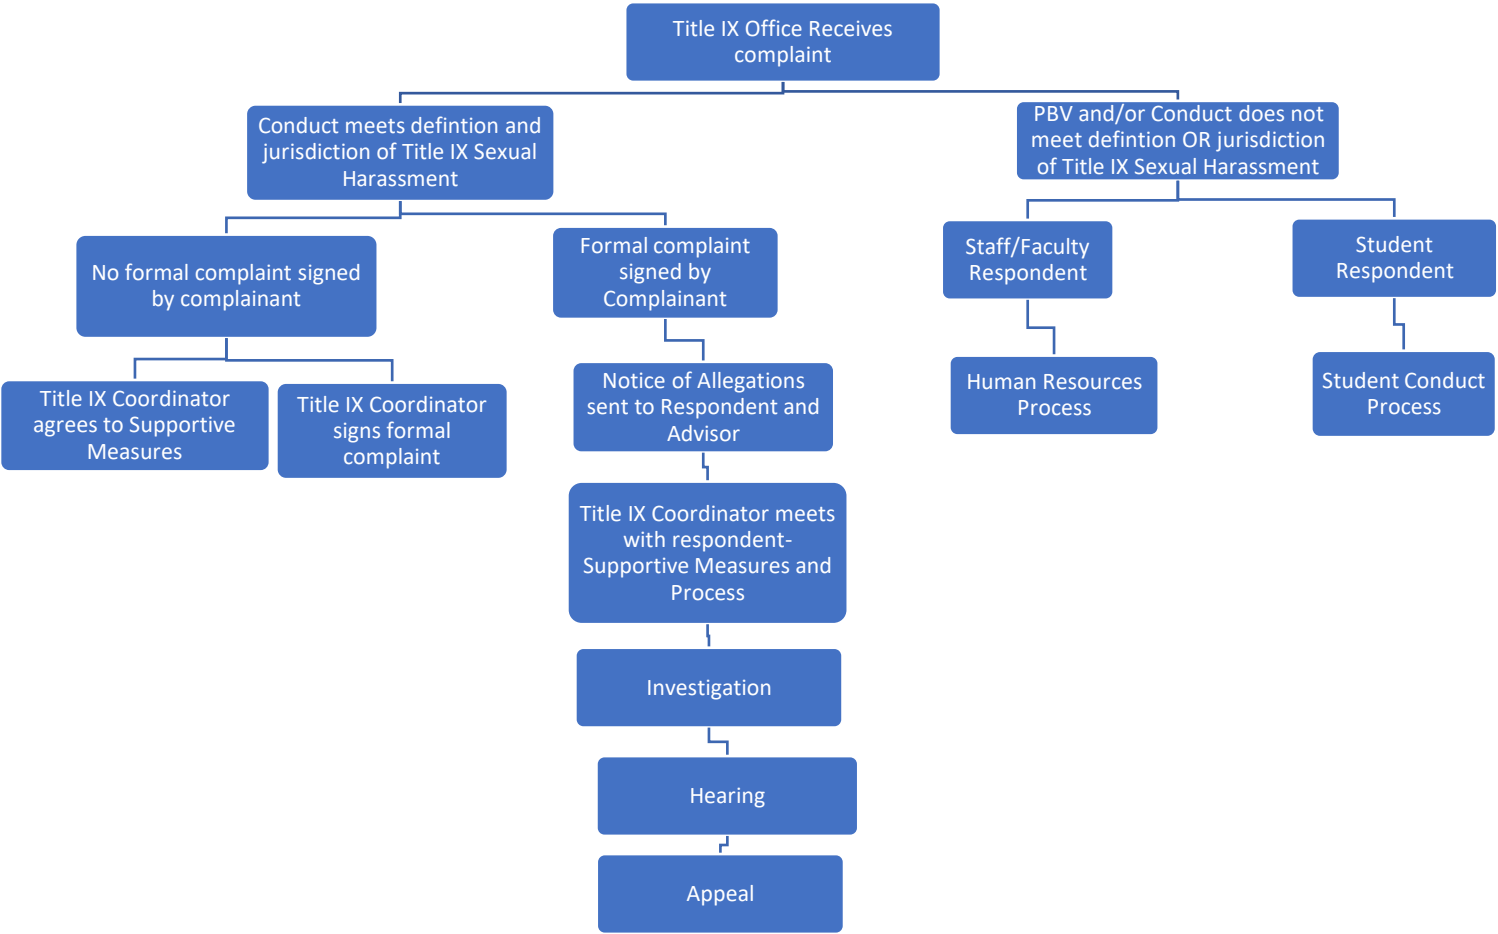 Title IX Office Receives
complaint
Conduct meets defintion and
jurisdiction of Title IX Sexual
Harassment
PBV and/or Conduct does not
meet defintion OR jurisdiction
of Title IX Sexual Harassment
No formal complaint signed
by complainant
Formal complaint
signed by
Complainant
Staff/Faculty
Respondent
Student
Respondent
Title IX Coordinator
agrees to Supportive
Measures
Title IX Coordinator
signs formal
complaint
Notice of Allegations
sent to Respondent and
Advisor
Human Resources
Process
Student Conduct
Process
Title IX Coordinator meets
with respondent-
Supportive Measures and
Process
Investigation
Hearing
Appeal